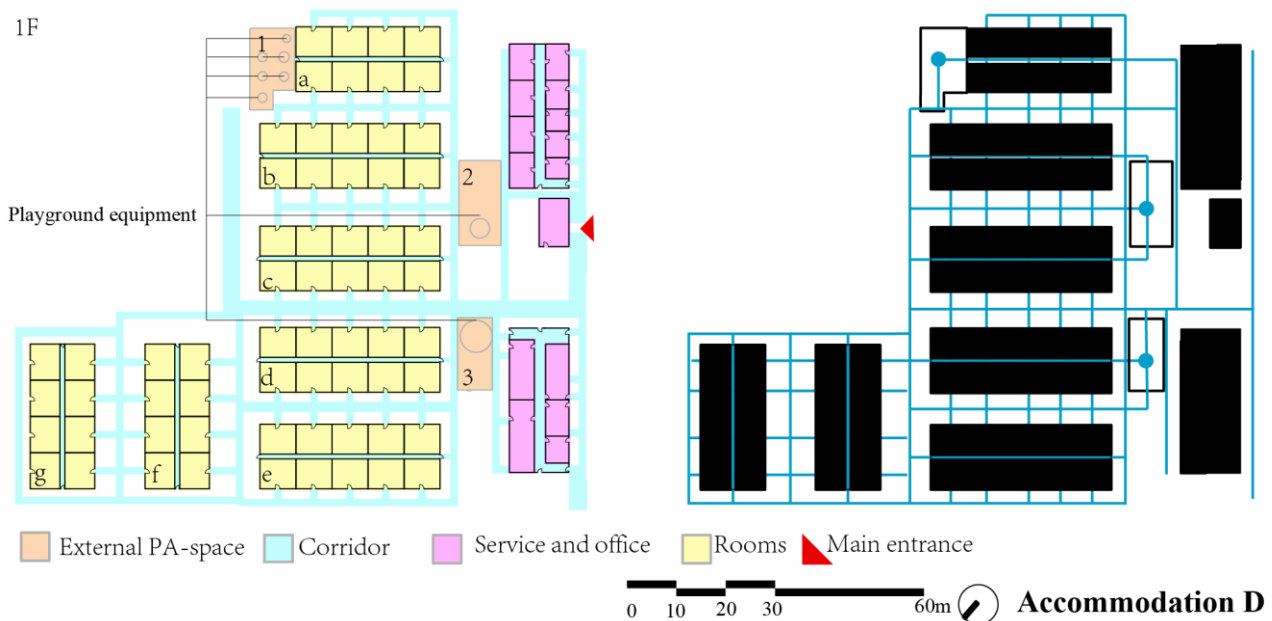 1F
1
a
b
2
Playground equipment
c
d
3
g
f
e
External PA-space
Corridor
Service and office
Rooms
Main entrance
0 10 20 30 60m
Accommodation D